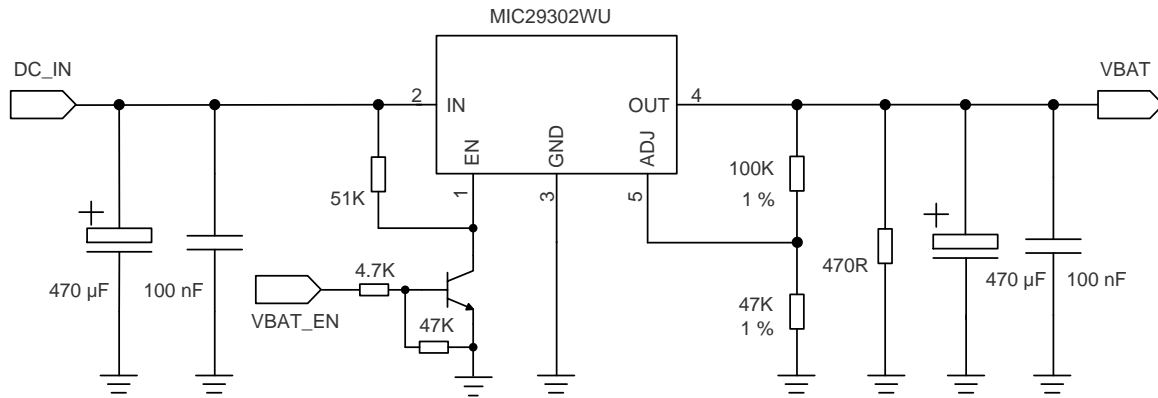 MIC29302WU
DC_IN
VBAT
2
IN
OUT
4
EN
GND
ADJ
1
3
5
51K
100K
1 %
470 µF
100 nF
4.7K
VBAT_EN
47K
47K
1 %
470R
470 µF
100 nF